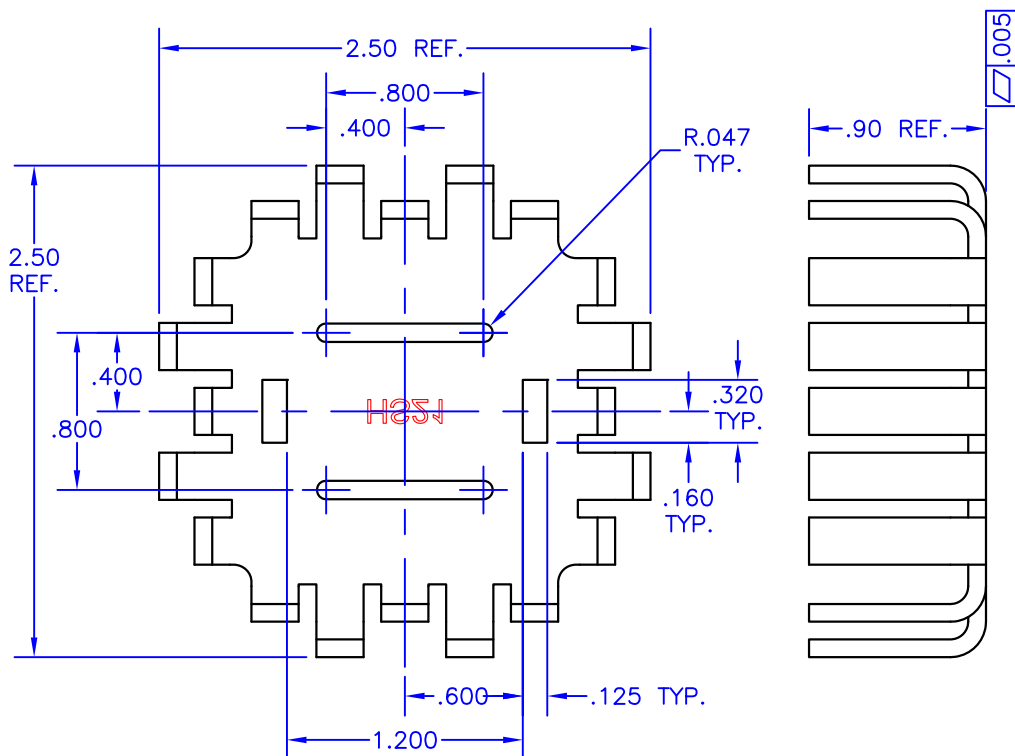 2.50 REF.
.005
.800
.400
R.047
TYP.
.90 REF.
2.50
REF.
.400
.320
TYP.
.800
.160
TYP.
.600
.125 TYP.
1.200